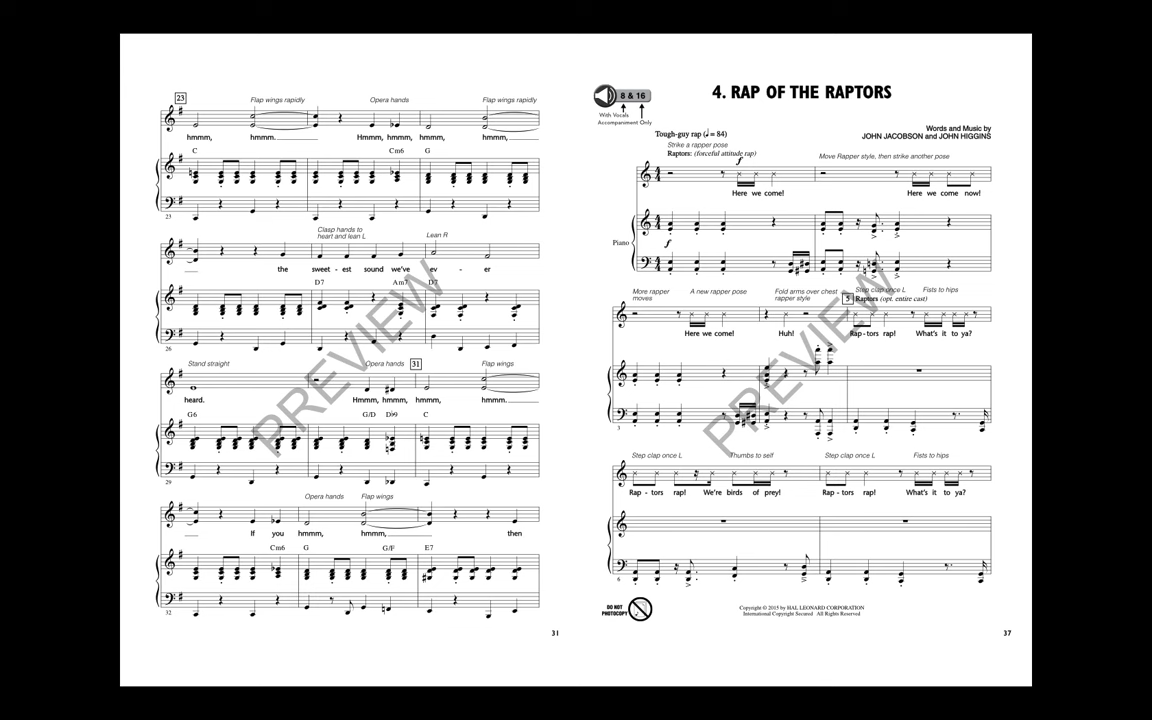 23
Flap wings rapidly Opera hands Flap wings rapidly
hmmm, hmmm. Hmmm, hmmm, hmmm, hmmm,
C Cm6 G
23
Clasp hands to
heart and lean L Lean R
the sweet - est sound we've ev - er
D7 Am7 D7
26
Stand straight Opera hands 31 Flap wings
heard. Hmmm, hmmm, hmmm, hmmm.
G6 G/D D♭9 C
29
Opera hands Flap wings
If you hmmm, hmmm, then
Cm6 G G/F E7
32
31
8 & 16
With Vocals
Accompaniment Only
4. RAP OF THE RAPTORS
Words and Music by
JOHN JACOBSON and JOHN HIGGINS
Tough-guy rap (♩ = 84)
Strike a rapper pose
Raptors: (forceful attitude rap) f
Move Rapper style, then strike another pose
Here we come! Here we come now!
Piano
f
More rapper
moves
A new rapper pose
Fold arms over chest
rapper style
Step clap once L Fists to hips
5 Raptors (opt. entire cast)
Here we come! Huh! Rap - tors rap! What's it to ya?
3
Step clap once L Thumbs to self Step clap once L Fists to hips
Rap - tors rap! We're birds of prey! Rap - tors rap! What's it to ya?
6
DO NOT
PHOTOCOPY
Copyright © 2015 by HAL LEONARD CORPORATION
International Copyright Secured All Rights Reserved
37
PREVIEW
PREVIEW